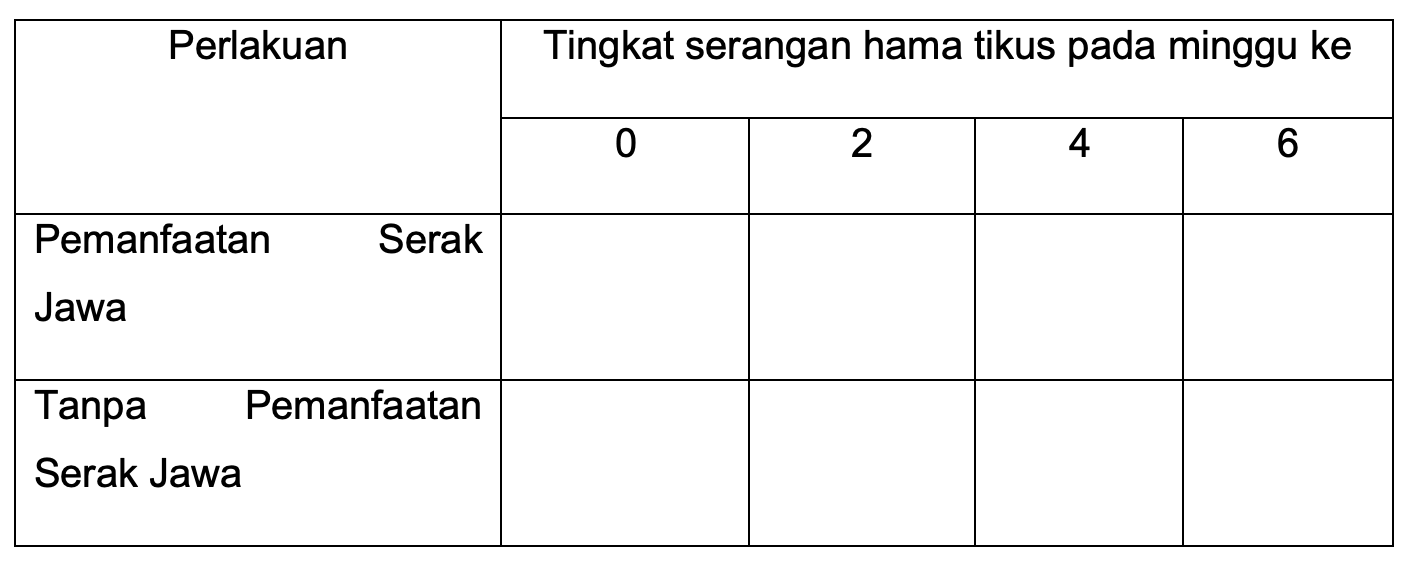 Perlakuan
Tingkat serangan hama tikus pada minggu ke
0 2 4 6
Pemanfaatan Serak
Jawa
Tanpa Pemanfaatan
Serak Jawa